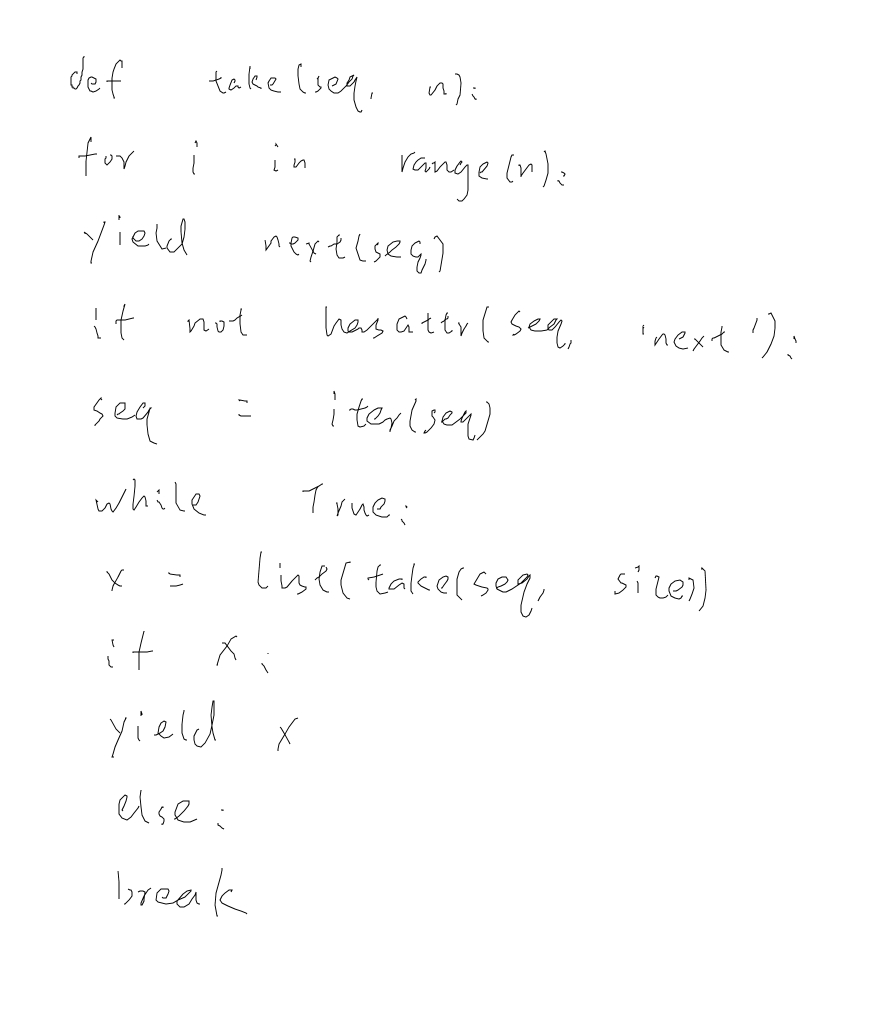 def take(seq, n):
for i in range(n):
yield next(seq)
if not hasattr(seq, 'next'):
seq = iter(seq)
while True:
x = list(take(seq, size))
if x:
yield x
else:
break